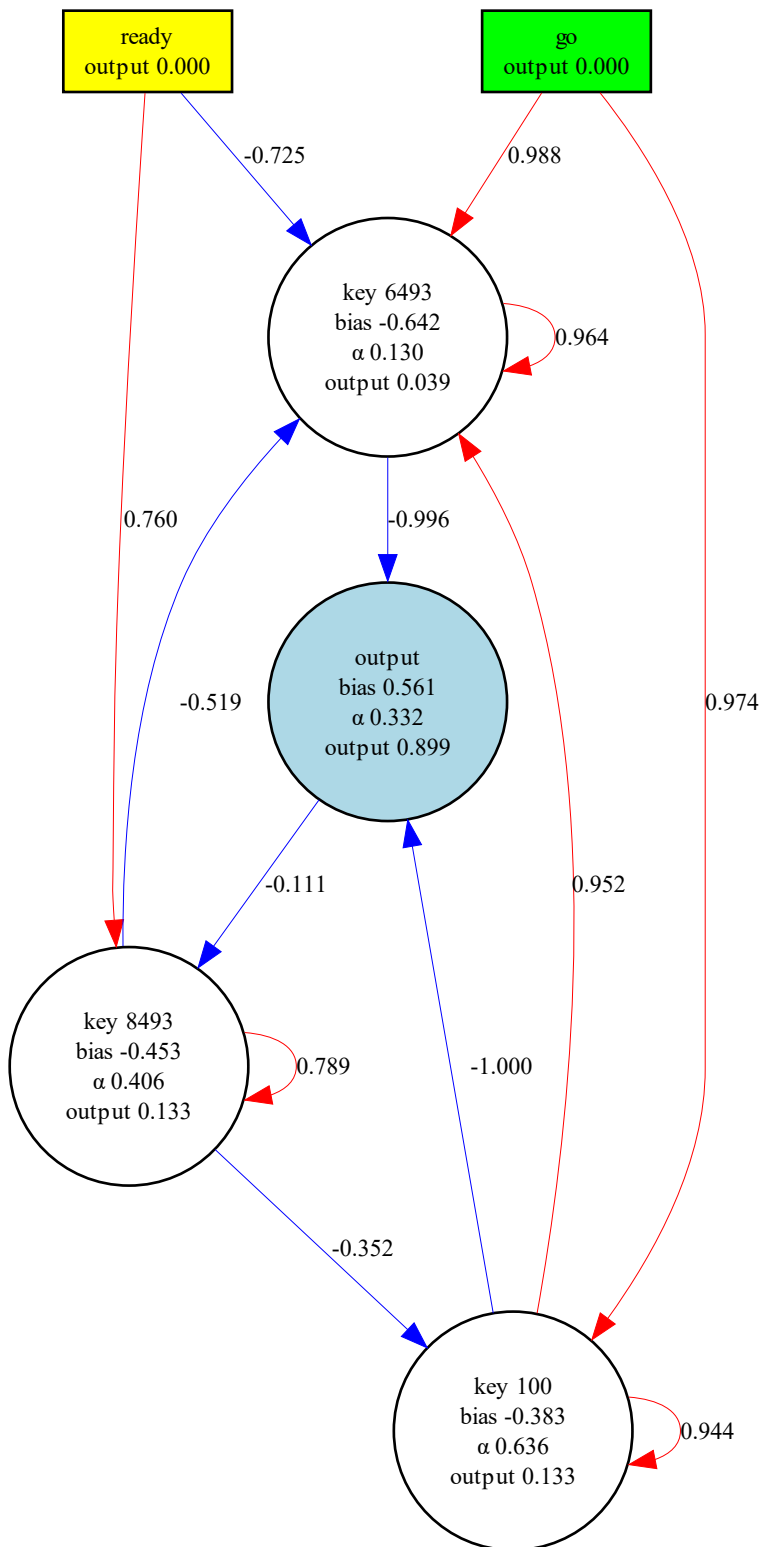 ready
output 0.000
go
output 0.000
-0.725
0.988
key 6493
bias -0.642
α 0.130
output 0.039
0.964
0.760
-0.996
-0.519
output
bias 0.561
α 0.332
output 0.899
0.974
-0.111
0.952
key 8493
bias -0.453
α 0.406
output 0.133
0.789
-1.000
-0.352
key 100
bias -0.383
α 0.636
output 0.133
0.944